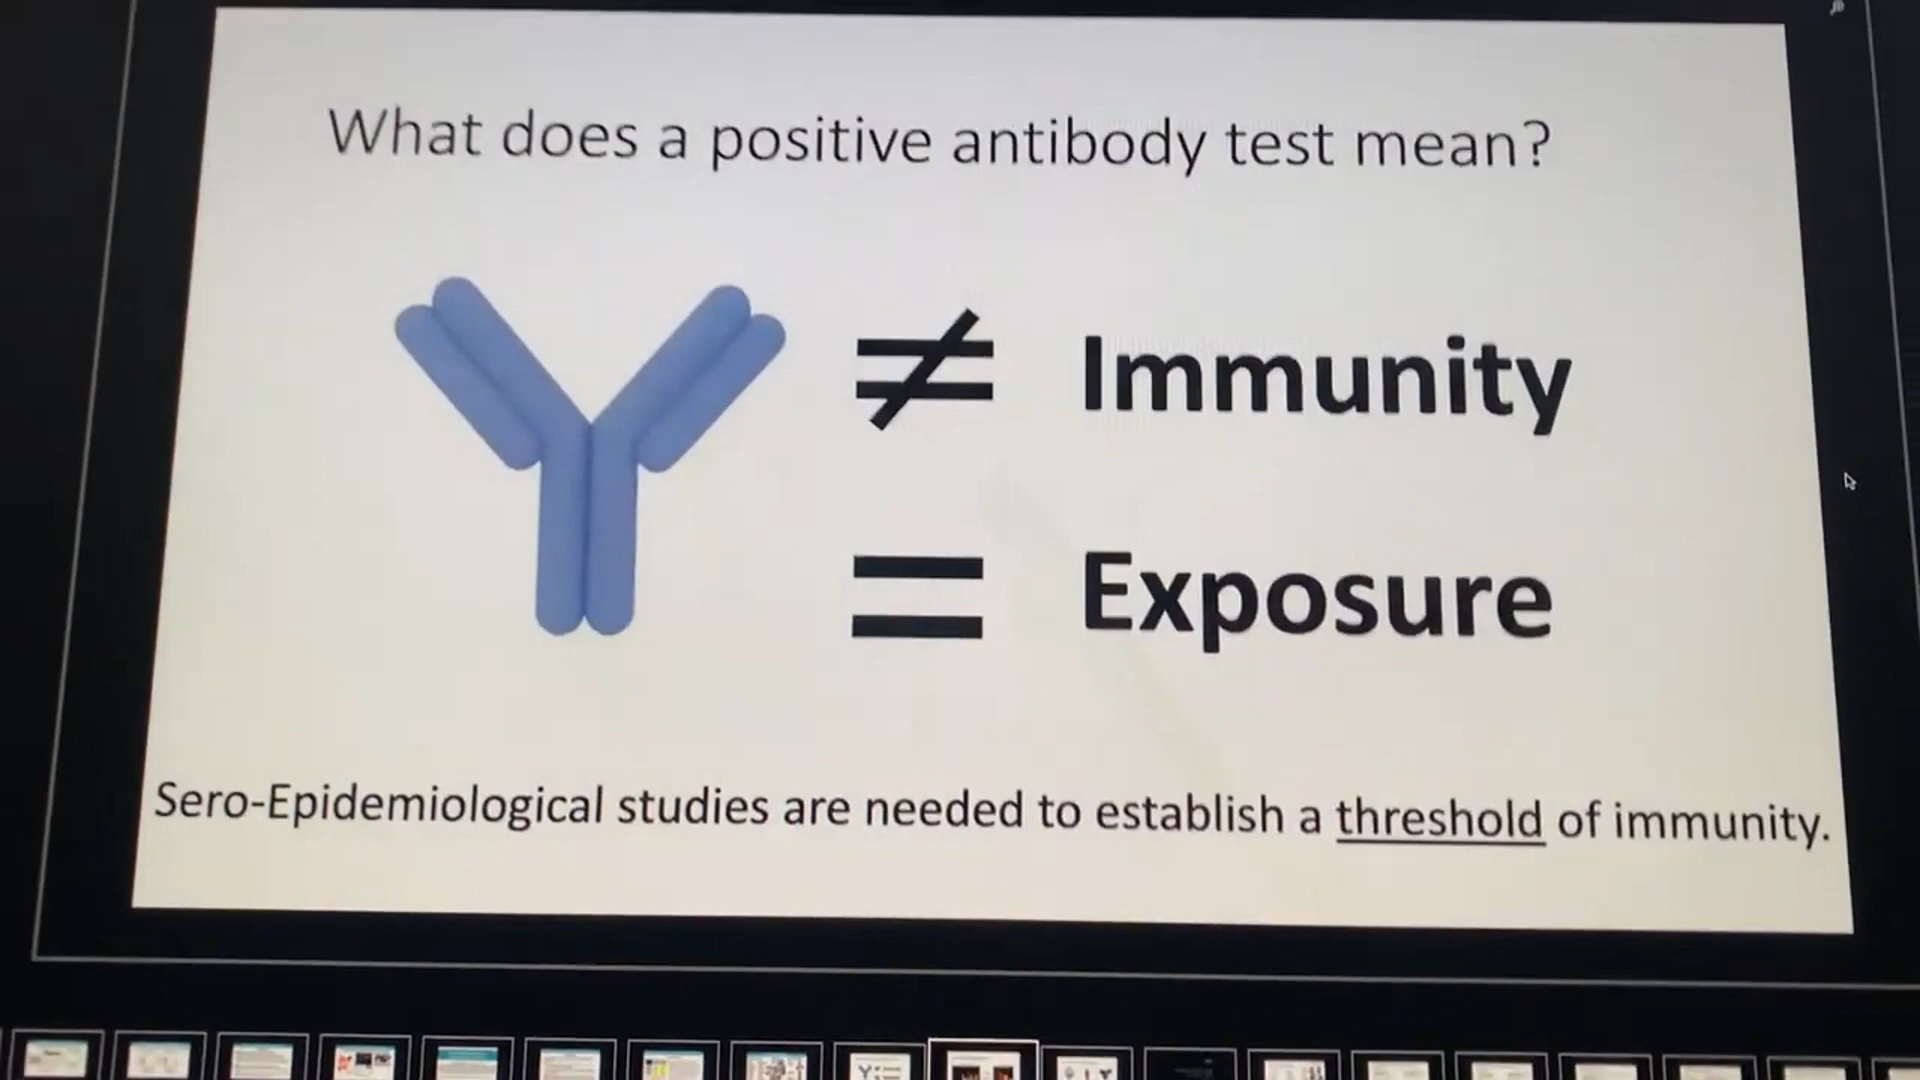 What does a positive antibody test mean?
≠ Immunity
= Exposure
Sero-Epidemiological studies are needed to establish a threshold of immunity.